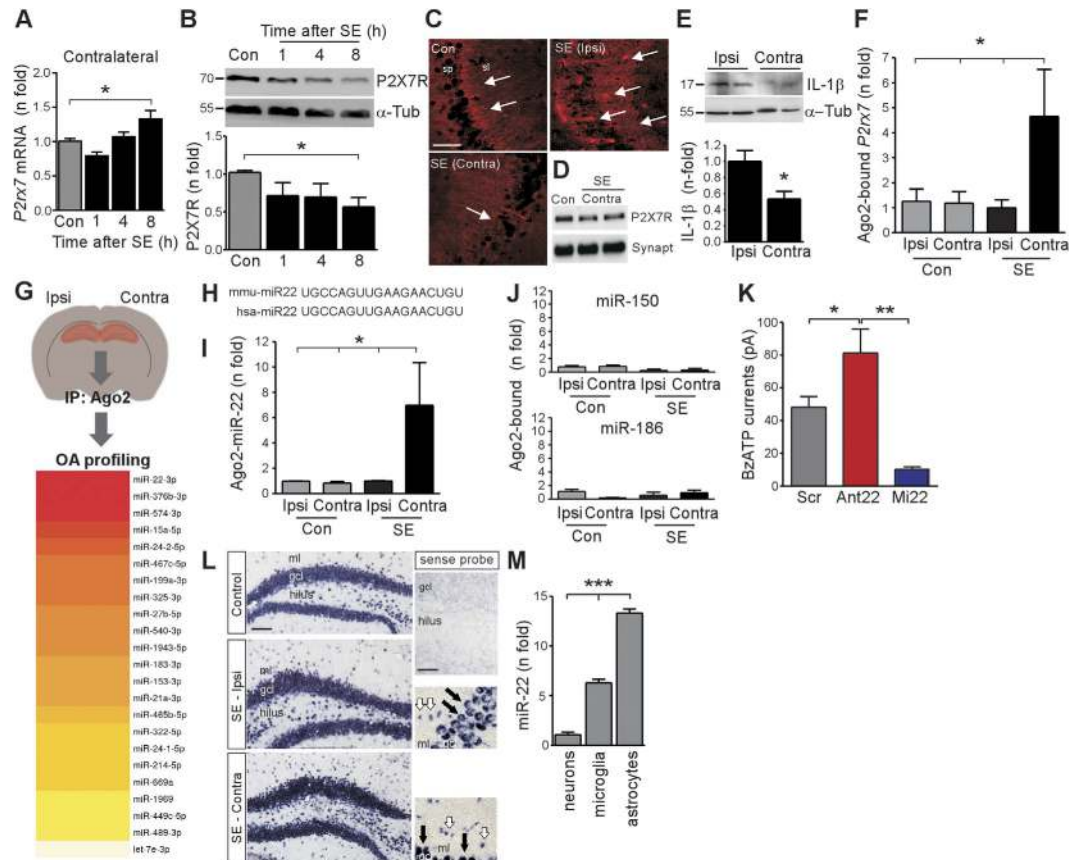 A
Contralateral
P2rx7 mRNA (n fold)
2.0
1.5
1.0
0.5
0.0
*
Con 1 4 8
Time after SE (h)
B
Time after SE (h)
Con 1 4 8
70
P2X7R
55
α-Tub
P2X7R (n fold)
1.5
1.0
0.5
0.0
*
Con 1 4 8
Time after SE (h)
C
Con
sp
sl
SE (Ipsi)
SE (Contra)
D
SE
Con Contra
P2X7R
Synapt
E
Ipsi Contra
17
IL-1β
55
α–Tub
IL-1β (n-fold)
1.2
1.0
0.8
0.6
0.4
0.2
0.0
*
Ipsi Contra
F
Ago2-bound P2rx7 (n fold)
7
6
5
4
3
2
1
0
*
Ipsi Contra Ipsi Contra
Con SE
G
Ipsi Contra
IP: Ago2
OA profiling
miR-22-3p
miR-376b-3p
miR-574-3p
miR-15a-5p
miR-24-2-5p
miR-467c-5p
miR-199a-3p
miR-325-3p
miR-27b-5p
miR-540-3p
miR-1943-5p
miR-183-3p
miR-153-3p
miR-21a-3p
miR-465b-5p
miR-322-5p
miR-24-1-5p
miR-214-5p
miR-669a
miR-1969
miR-449c-5p
miR-489-3p
let-7e-3p
H
mmu-miR22 UGCCAGUUGAAGAACUGU
hsa-miR22 UGCCAGUUGAAGAACUGU
I
Ago2-miR-22 (n fold)
12
10
8
6
4
2
0
*
Ipsi Contra Ipsi Contra
Con SE
J
miR-150
Ago2-bound (n fold)
12
10
8
6
4
2
0
Ipsi Contra Ipsi Contra
Con SE
miR-186
12
10
8
6
4
2
0
Ipsi Contra Ipsi Contra
Con SE
K
BzATP currents (pA)
100
80
60
40
20
0
* **
Scr Ant22 Mi22
L
Control
ml
gcl
hilus
sense probe
gcl
hilus
SE - Ipsi
ml
gcl
hilus
ml
SE - Contra
ml
M
miR-22 (n fold)
15
10
5
0
***
neurons
microglia
astrocytes